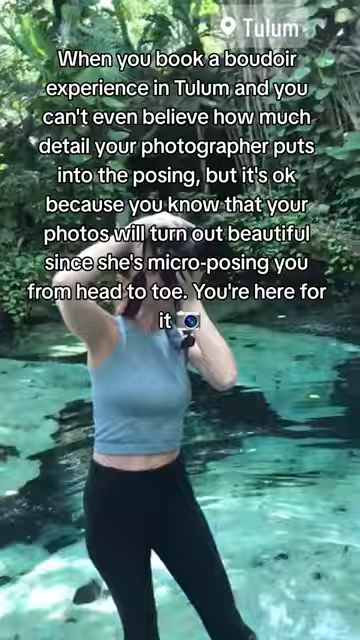 Tulum
When you book a boudoir
experience in Tulum and you
can't even believe how much
detail your photographer puts
into the posing, but it's ok
because you know that your
photos will turn out beautiful
since she's micro-posing you
from head to toe. You're here for
it 📷